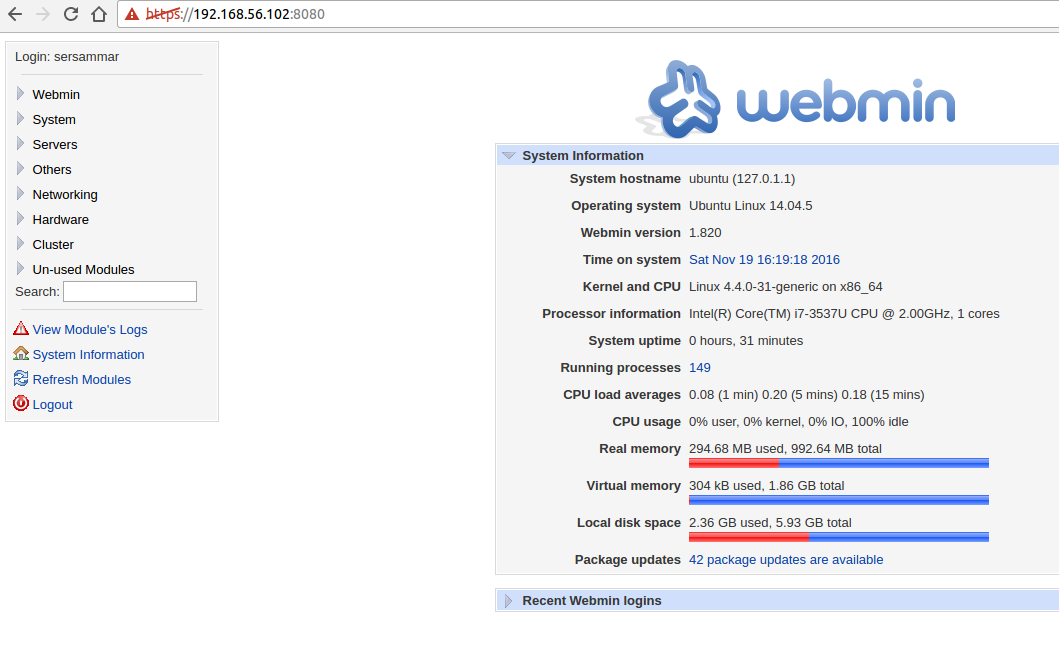 https://192.168.56.102:8080
Login: sersammar
Webmin
System
Servers
Others
Networking
Hardware
Cluster
Un-used Modules
Search:
View Module's Logs
System Information
Refresh Modules
Logout
webmin
System Information
System hostname ubuntu (127.0.1.1)
Operating system Ubuntu Linux 14.04.5
Webmin version 1.820
Time on system Sat Nov 19 16:19:18 2016
Kernel and CPU Linux 4.4.0-31-generic on x86_64
Processor information Intel(R) Core(TM) i7-3537U CPU @ 2.00GHz, 1 cores
System uptime 0 hours, 31 minutes
Running processes 149
CPU load averages 0.08 (1 min) 0.20 (5 mins) 0.18 (15 mins)
CPU usage 0% user, 0% kernel, 0% IO, 100% idle
Real memory 294.68 MB used, 992.64 MB total
Virtual memory 304 kB used, 1.86 GB total
Local disk space 2.36 GB used, 5.93 GB total
Package updates 42 package updates are available
Recent Webmin logins